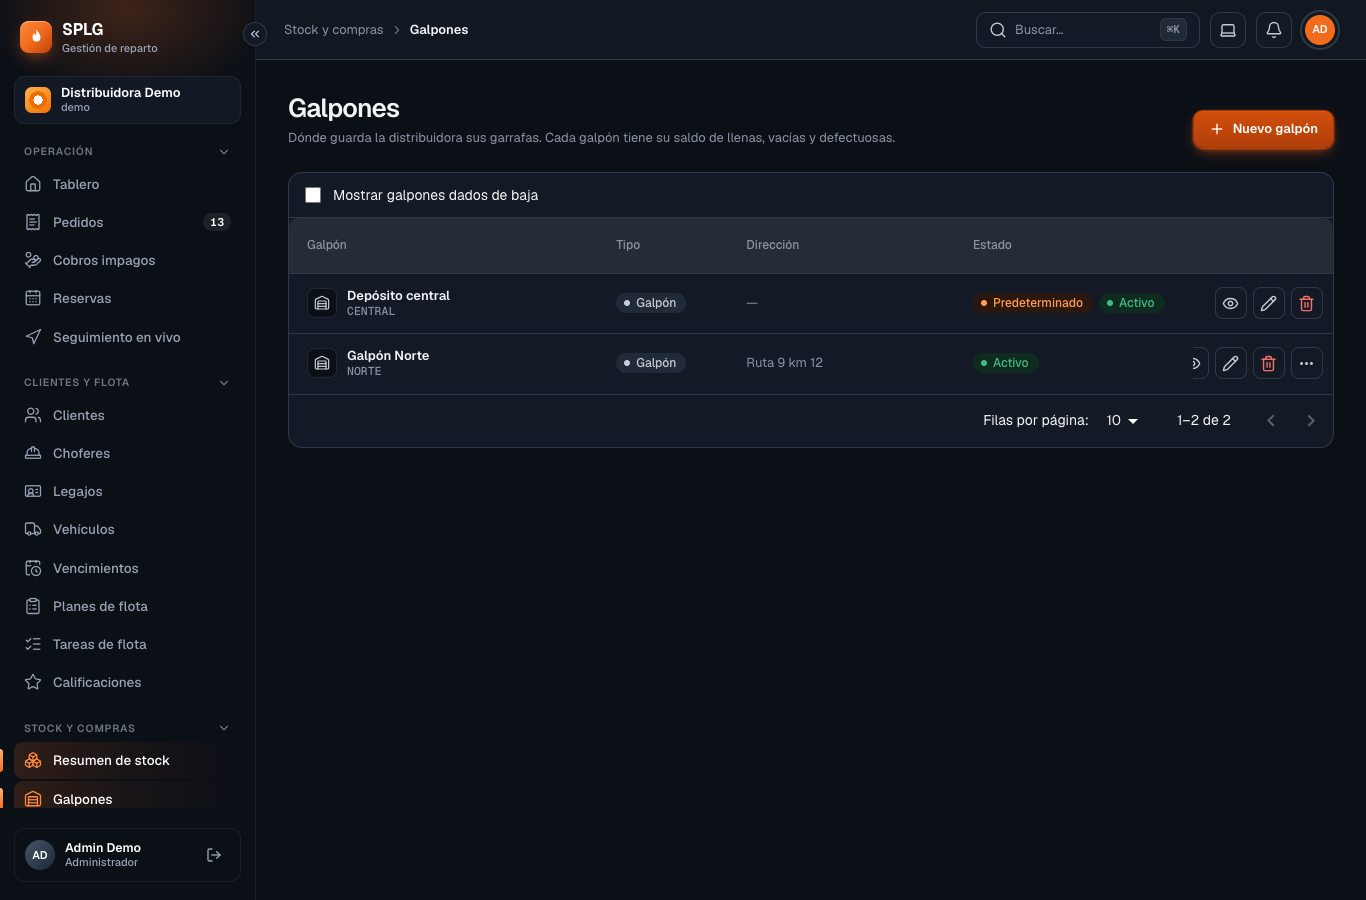 SPLG
Gestión de reparto
Distribuidora Demo
demo
OPERACIÓN
Tablero
Pedidos 13
Cobros impagos
Reservas
Seguimiento en vivo
CLIENTES Y FLOTA
Clientes
Choferes
Legajos
Vehículos
Vencimientos
Planes de flota
Tareas de flota
Calificaciones
STOCK Y COMPRAS
Resumen de stock
Galpones
AD Admin Demo
Administrador
Stock y compras Galpones
Buscar... ⌘K
AD
Galpones
Dónde guarda la distribuidora sus garrafas. Cada galpón tiene su saldo de llenas, vacías y defectuosas.
Nuevo galpón
Mostrar galpones dados de baja
Galpón Tipo Dirección Estado
Depósito central Galpón — Predeterminado Activo
CENTRAL
Galpón Norte Galpón Ruta 9 km 12 Activo
NORTE
Filas por página: 10 1–2 de 2